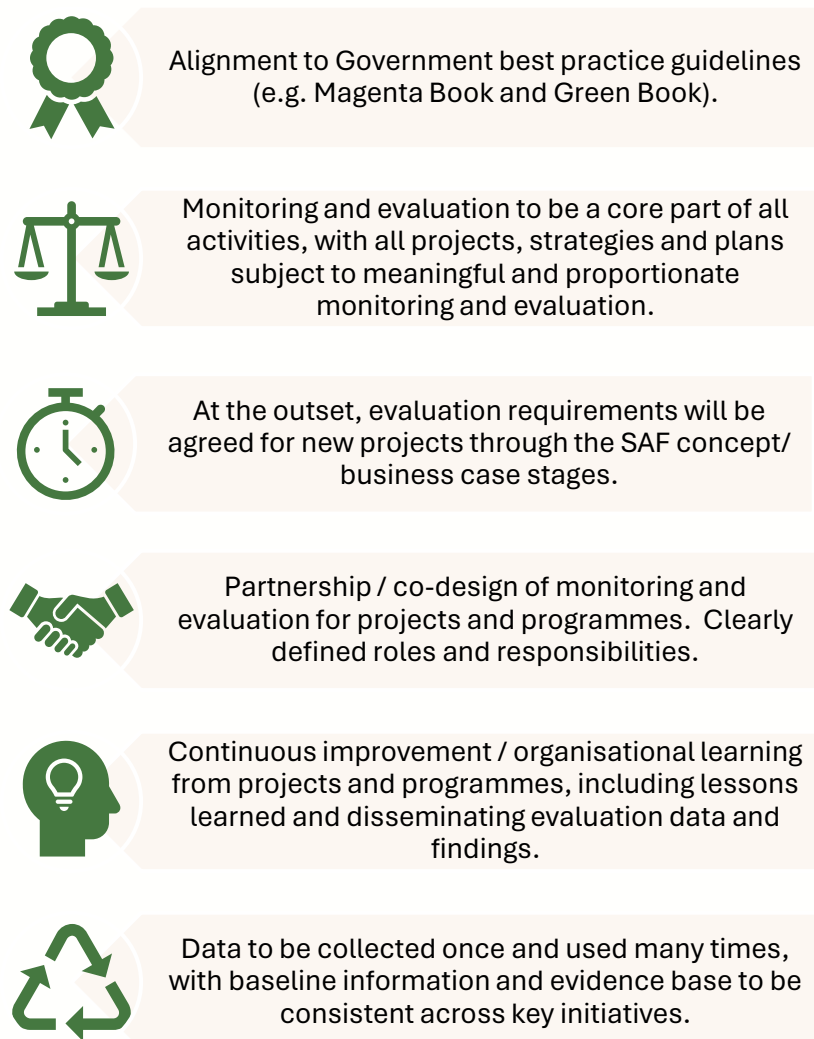 Alignment to Government best practice guidelines
(e.g. Magenta Book and Green Book).
Monitoring and evaluation to be a core part of all
activities, with all projects, strategies and plans
subject to meaningful and proportionate
monitoring and evaluation.
At the outset, evaluation requirements will be
agreed for new projects through the SAF concept/
business case stages.
Partnership / co-design of monitoring and
evaluation for projects and programmes.  Clearly
defined roles and responsibilities.
Continuous improvement / organisational learning
from projects and programmes, including lessons
learned and disseminating evaluation data and
findings.
Data to be collected once and used many times,
with baseline information and evidence base to be
consistent across key initiatives.